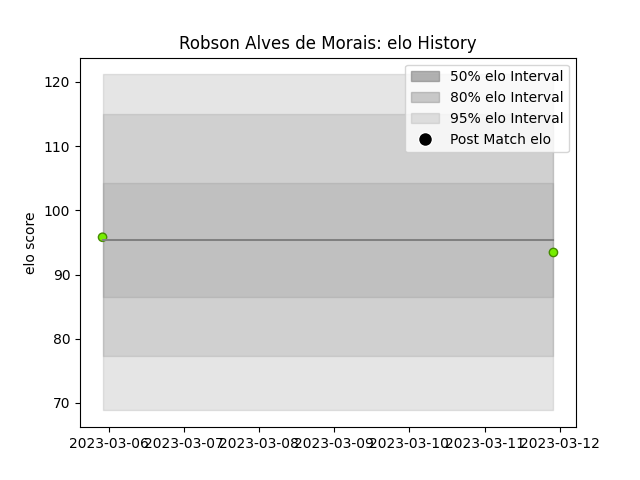 Robson Alves de Morais: elo History
50% elo Interval
80% elo Interval
95% elo Interval
Post Match elo
elo score
120
110
100
90
80
70
2023-03-06 2023-03-07 2023-03-08 2023-03-09 2023-03-10 2023-03-11 2023-03-12